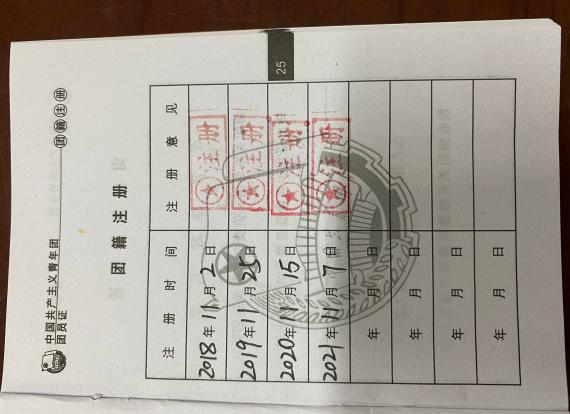 中国共产主义青年团
团员证
团籍注册
团籍注册
注册时间 注册意见
2018年11月2日 注册
2019年11月25日 注册
2020年11月15日 注册
2021年11月7日 注册
年 月 日
年 月 日
年 月 日
年 月 日
25